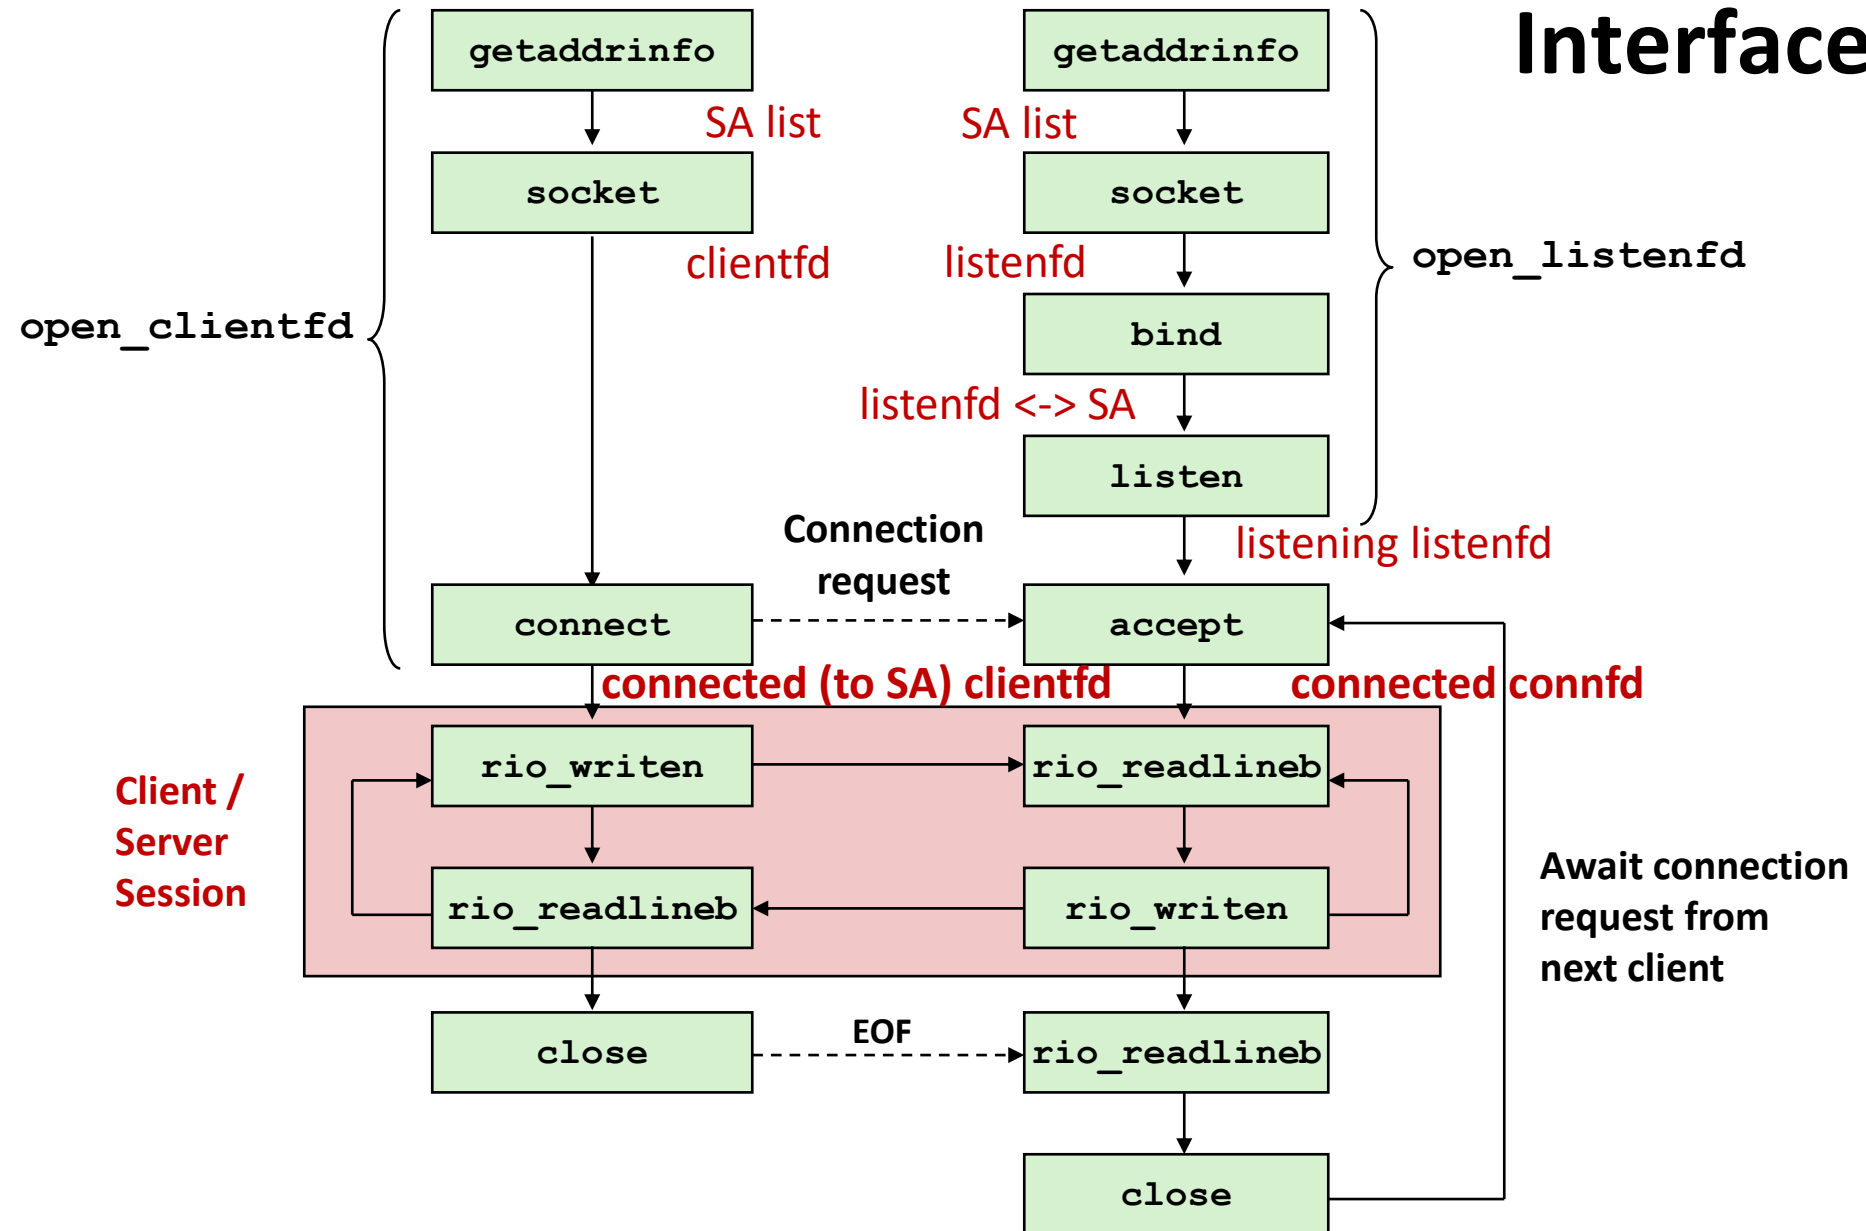 Interface
getaddrinfo
getaddrinfo
SA list
SA list
socket
socket
clientfd
listenfd
open_listenfd
open_clientfd
bind
listenfd <-> SA
listen
Connection
request
listening listenfd
connect
accept
connected (to SA) clientfd
connected connfd
Client /
Server
Session
rio_writen
rio_readlineb
rio_readlineb
rio_writen
Await connection
request from
next client
close
EOF
rio_readlineb
close